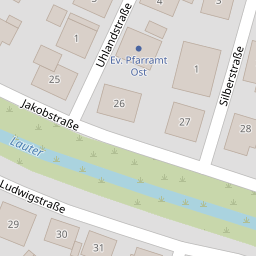 Uhlandstraße
1
Ev. Pfarramt
Ost
1
Silberstraße
25
26
27
28
Jakobstraße
Lauter
Ludwigstraße
29
30
31